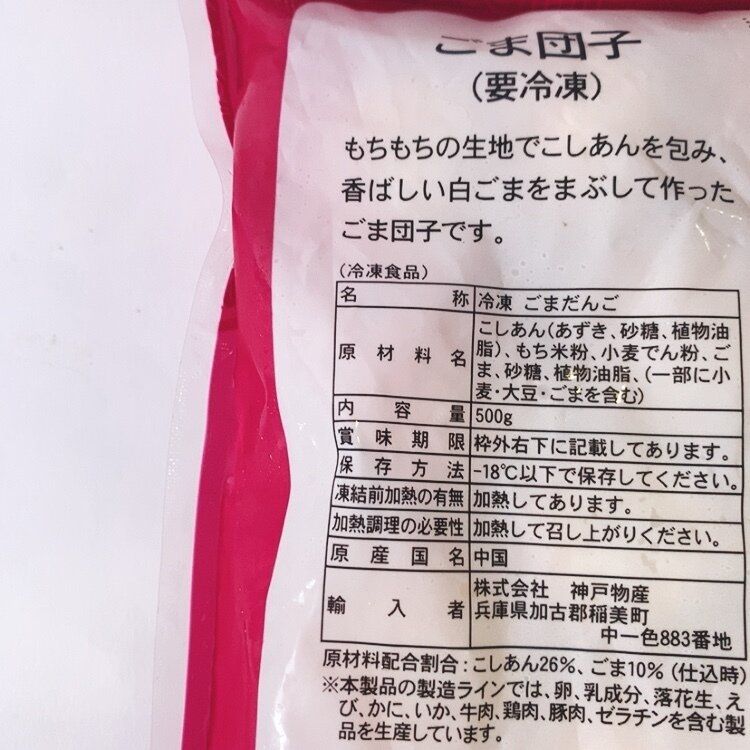 ごま団子
(要冷凍)
もちもちの生地でこしあんを包み、
香ばしい白ごまをまぶして作った
ごま団子です。
(冷凍食品)
名称 冷凍 ごまだんご
原材料名 こしあん(あずき、砂糖、植物油
脂)、もち米粉、小麦でん粉、ご
ま、砂糖、植物油脂、(一部に小
麦・大豆・ごまを含む)
内容量 500g
賞味期限 枠外右下に記載してあります。
保存方法 -18℃以下で保存してください。
凍結前加熱の有無 加熱してあります。
加熱調理の必要性 加熱して召し上がりください。
原産国名 中国
輸入者 株式会社 神戸物産
兵庫県加古郡稲美町
中一色883番地
原材料配合割合:こしあん26%、ごま10%(仕込時)
※本製品の製造ラインでは、卵、乳成分、落花生、え
び、かに、いか、牛肉、鶏肉、豚肉、ゼラチンを含む製
品を生産しています。